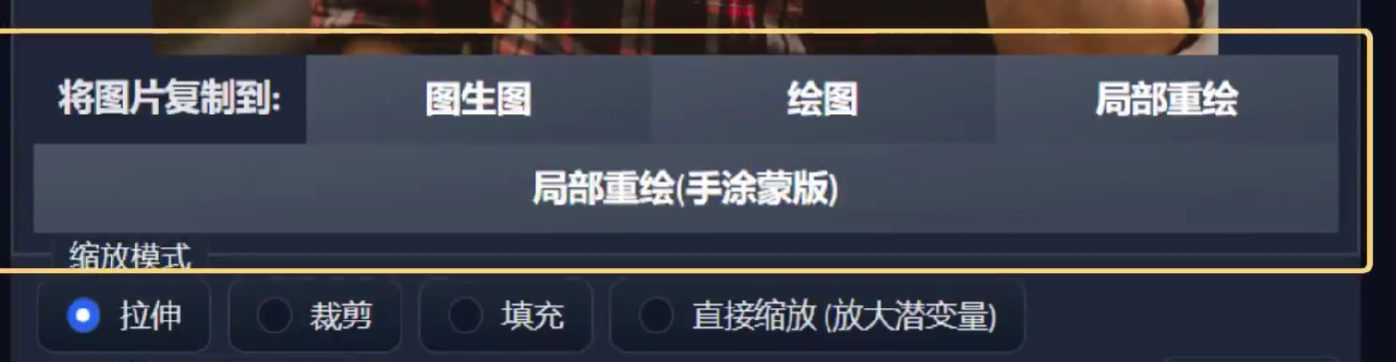 将图片复制到: 图生图 绘图 局部重绘
局部重绘(手涂蒙版)
缩放模式
拉伸 裁剪 填充 直接缩放 (放大潜变量)